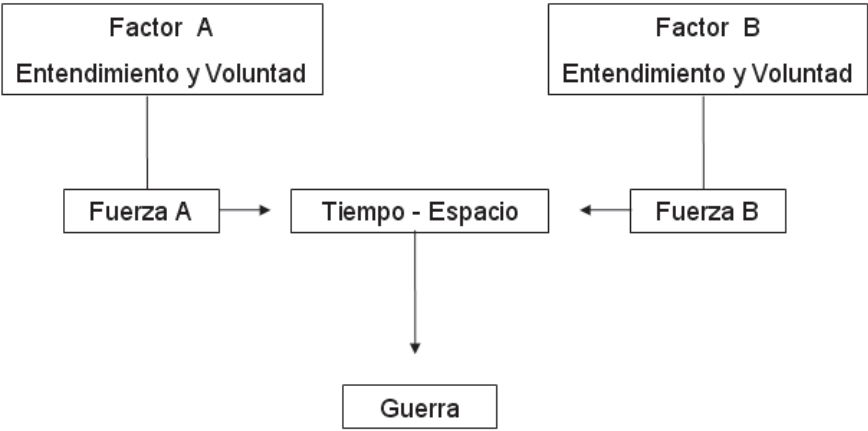 Factor A
Entendimiento y Voluntad
Factor B
Entendimiento y Voluntad
Fuerza A
Tiempo - Espacio
Fuerza B
Guerra